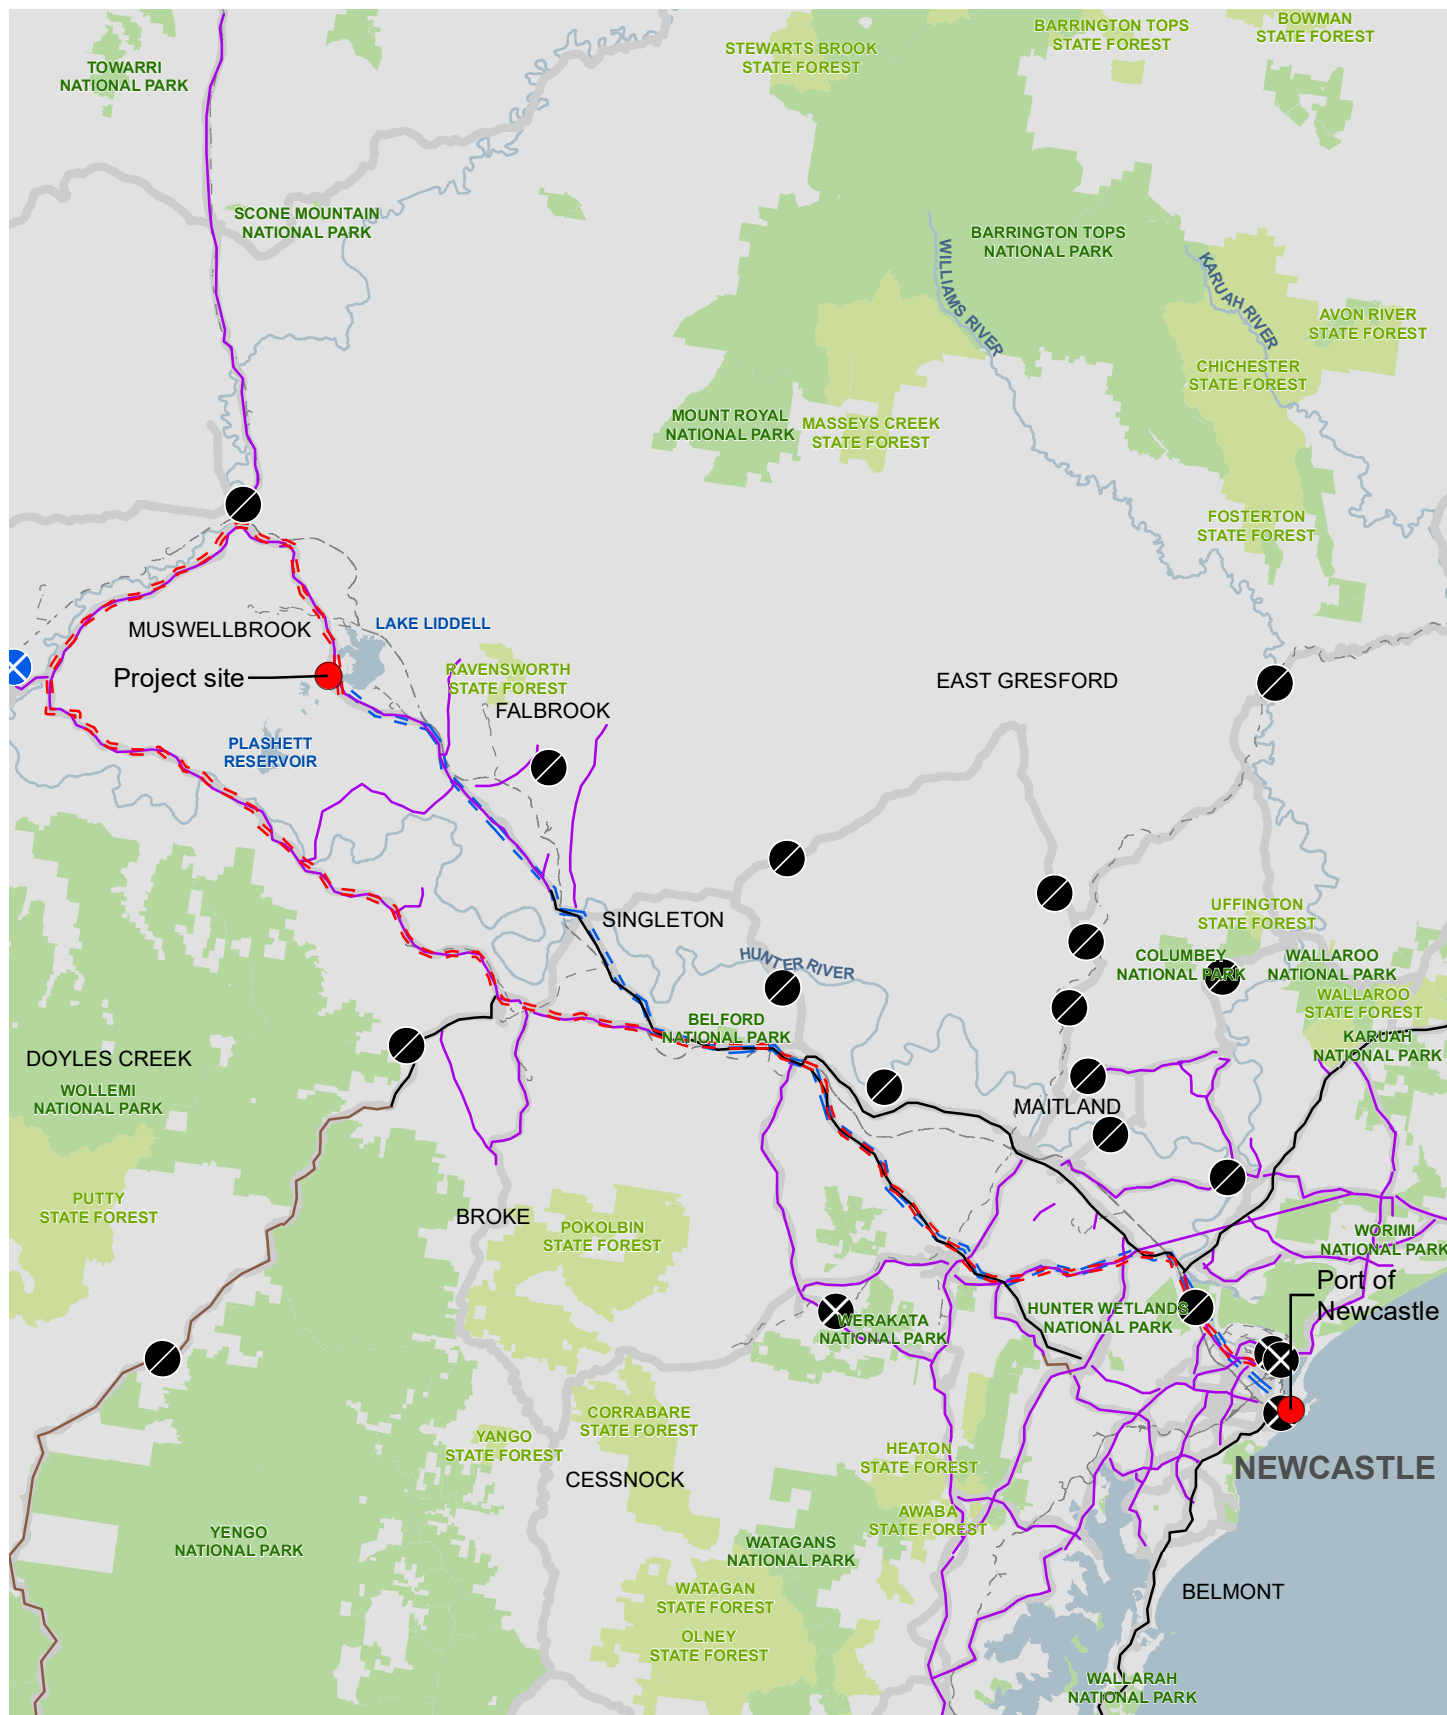 BOWMAN
STATE FOREST
BARRINGTON TOPS
STATE FOREST
STEWARTS BROOK
STATE FOREST
TOWARRI
NATIONAL PARK
SCONE MOUNTAIN
NATIONAL PARK
BARRINGTON TOPS
NATIONAL PARK
WILLIAMS RIVER
KARUAH RIVER
AVON RIVER
STATE FOREST
CHICHESTER
STATE FOREST
MOUNT ROYAL
NATIONAL PARK
MASSEYS CREEK
STATE FOREST
FOSTERTON
STATE FOREST
MUSWELLBROOK
LAKE LIDDELL
Project site
RAVENSWORTH
STATE FOREST
FALBROOK
EAST GRESFORD
PLASHETT
RESERVOIR
SINGLETON
UFFINGTON
STATE FOREST
HUNTER RIVER
COLUMBEY
NATIONAL PARK
WALLAROO
NATIONAL PARK
WALLAROO
STATE FOREST
BELFORD
NATIONAL PARK
KARUAH
NATIONAL PARK
DOYLES CREEK
WOLLEMI
NATIONAL PARK
MAITLAND
PUTTY
STATE FOREST
BROKE
POKOLBIN
STATE FOREST
WORIMI
NATIONAL PARK
Port of
Newcastle
HUNTER WETLANDS
NATIONAL PARK
WERAKATA
NATIONAL PARK
CORRABARE
STATE FOREST
YANGO
STATE FOREST
HEATON
STATE FOREST
CESSNOCK
NEWCASTLE
AWABA
STATE FOREST
YENGO
NATIONAL PARK
WATAGANS
NATIONAL PARK
WATAGAN
STATE FOREST
BELMONT
OLNEY
STATE FOREST
WALLARAH
NATIONAL PARK